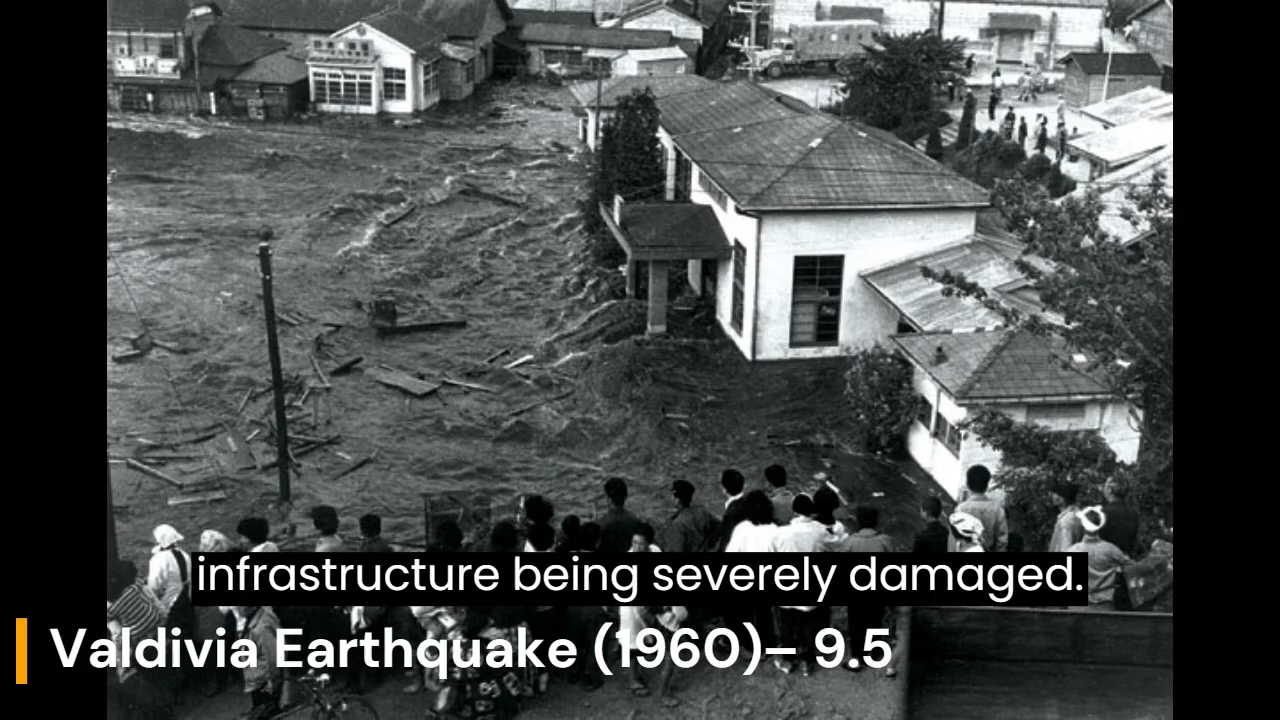 infrastructure being severely damaged.
Valdivia Earthquake (1960)– 9.5